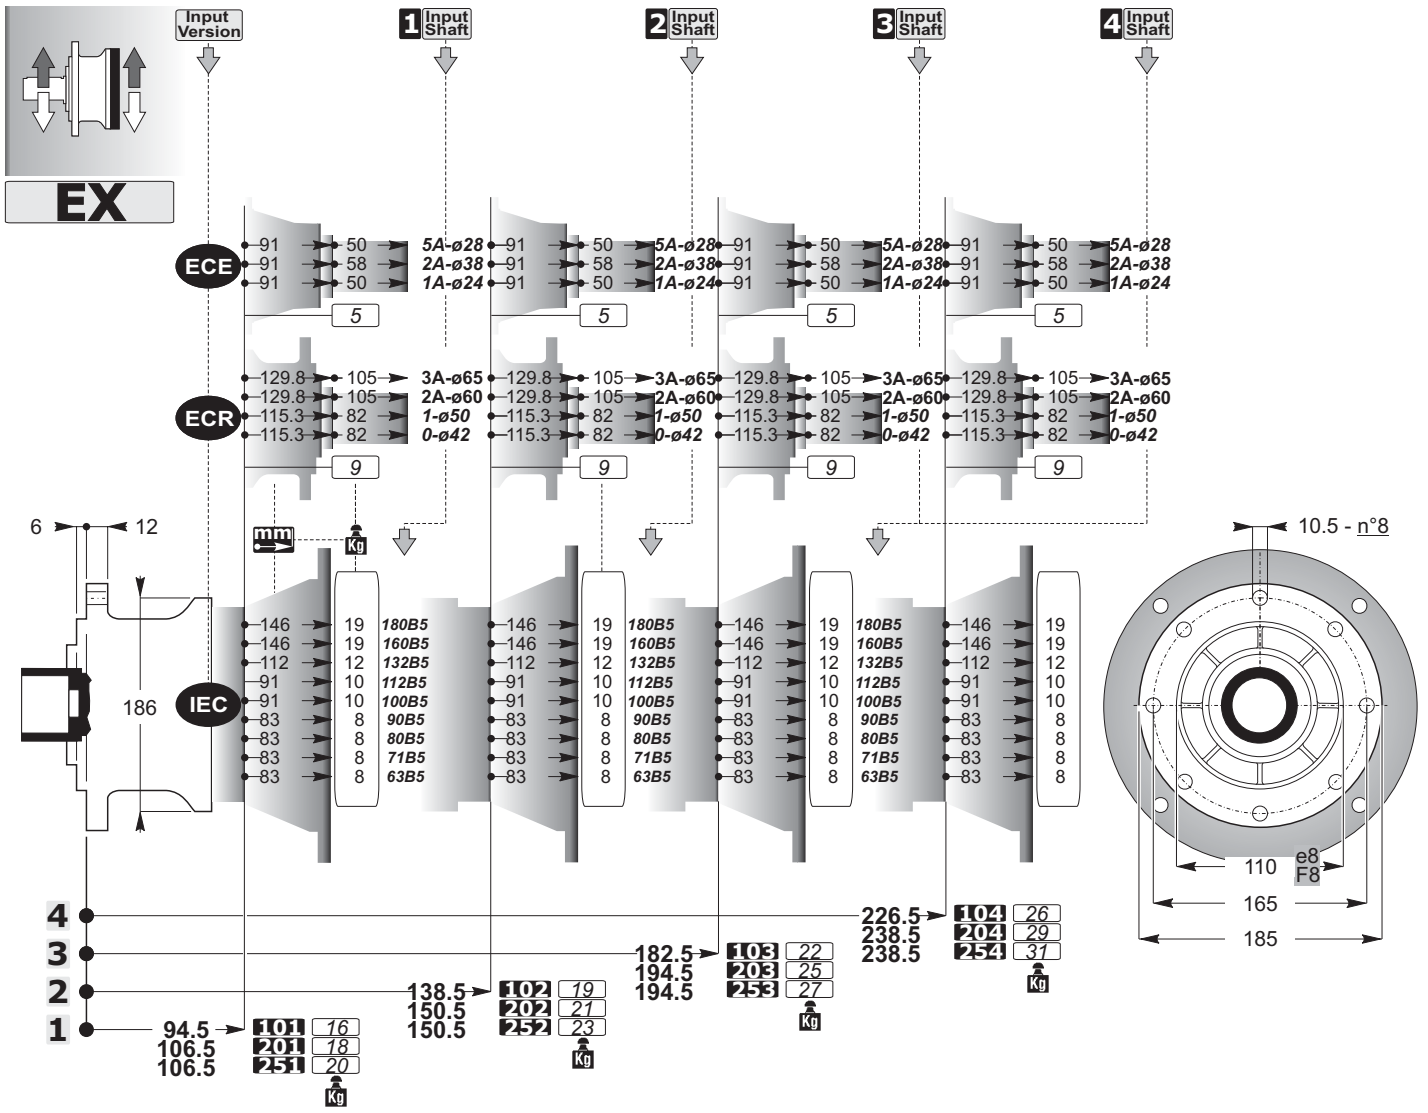 Input
Version
1 Input
Shaft
2 Input
Shaft
3 Input
Shaft
4 Input
Shaft
EX
ECE
91 50 5A-ø28 91 50 5A-ø28 91 50 5A-ø28 91 50 5A-ø28
91 58 2A-ø38 91 58 2A-ø38 91 58 2A-ø38 91 58 2A-ø38
91 50 1A-ø24 91 50 1A-ø24 91 50 1A-ø24 91 50 1A-ø24
5 5 5 5
ECR
129.8 105 3A-ø65 129.8 105 3A-ø65 129.8 105 3A-ø65 129.8 105 3A-ø65
129.8 105 2A-ø60 129.8 105 2A-ø60 129.8 105 2A-ø60 129.8 105 2A-ø60
115.3 82 1-ø50 115.3 82 1-ø50 115.3 82 1-ø50 115.3 82 1-ø50
115.3 82 0-ø42 115.3 82 0-ø42 115.3 82 0-ø42 115.3 82 0-ø42
9 9 9 9
6 12
mm Kg
10.5 - n°8
IEC
186
146 19 180B5 146 19 180B5 146 19 180B5 146 19
146 19 160B5 146 19 160B5 146 19 160B5 146 19
112 12 132B5 112 12 132B5 112 12 132B5 112 12
91 10 112B5 91 10 112B5 91 10 112B5 91 10
91 10 100B5 91 10 100B5 91 10 100B5 91 10
83 8 90B5 83 8 90B5 83 8 90B5 83 8
83 8 80B5 83 8 80B5 83 8 80B5 83 8
83 8 71B5 83 8 71B5 83 8 71B5 83 8
83 8 63B5 83 8 63B5 83 8 63B5 83 8
110 e8
F8
165
185
4 226.5 104 26
238.5 204 29
238.5 254 31
Kg
3 182.5 103 22
194.5 203 25
194.5 253 27
Kg
2 138.5 102 19
150.5 202 21
150.5 252 23
Kg
1 94.5 101 16
106.5 201 18
106.5 251 20
Kg